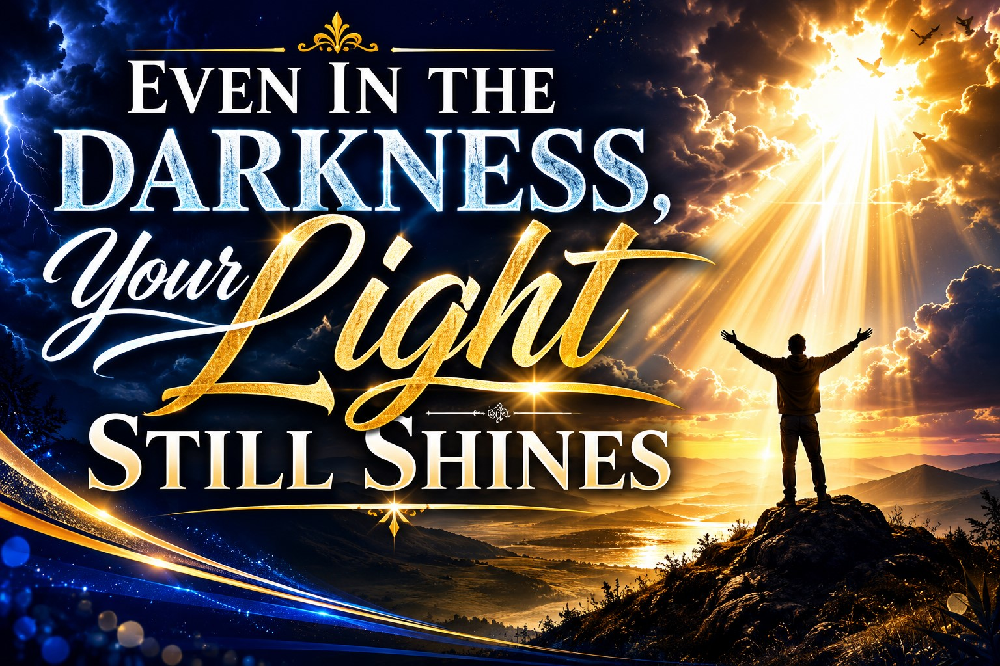 Even In the
DARKNESS,
Your Light
Still Shines